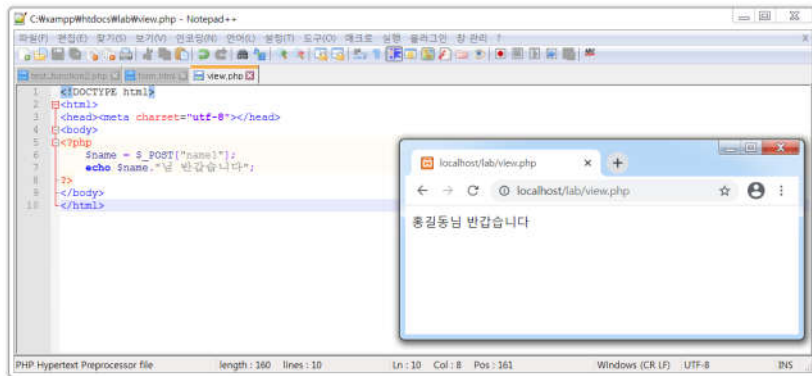 C:₩xampp₩htdocs₩lab₩view.php - Notepad++
파일(F) 편집(E) 찾기(S) 보기(V) 인코딩(N) 언어(L) 설정(T) 도구(O) 매크로 실행 플러그인 창 관리 ?
X
test_function2.php form.html view.php
1 <!DOCTYPE html>
2 <html>
3 <head><meta charset="utf-8"></head>
4 <body>
5 <?php
6 $name = $_POST["name1"];
7 echo $name."님 반갑습니다";
8 ?>
9 </body>
10 </html>
localhost/lab/view.php
localhost/lab/view.php
홍길동님 반갑습니다
PHP Hypertext Preprocessor file length : 160 lines : 10 Ln : 10 Col : 8 Pos : 161 Windows (CR LF) UTF-8 INS